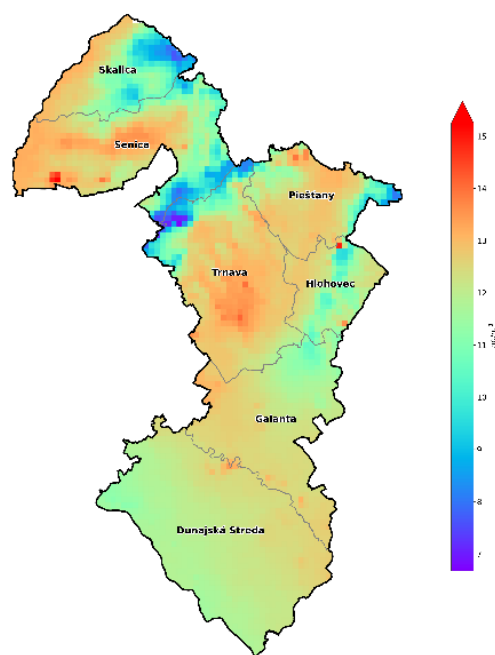 Skalica
Senica
Piešťany
Trnava
Hlohovec
Galanta
Dunajská Streda
15
14
13
12
11
10
9
8
7